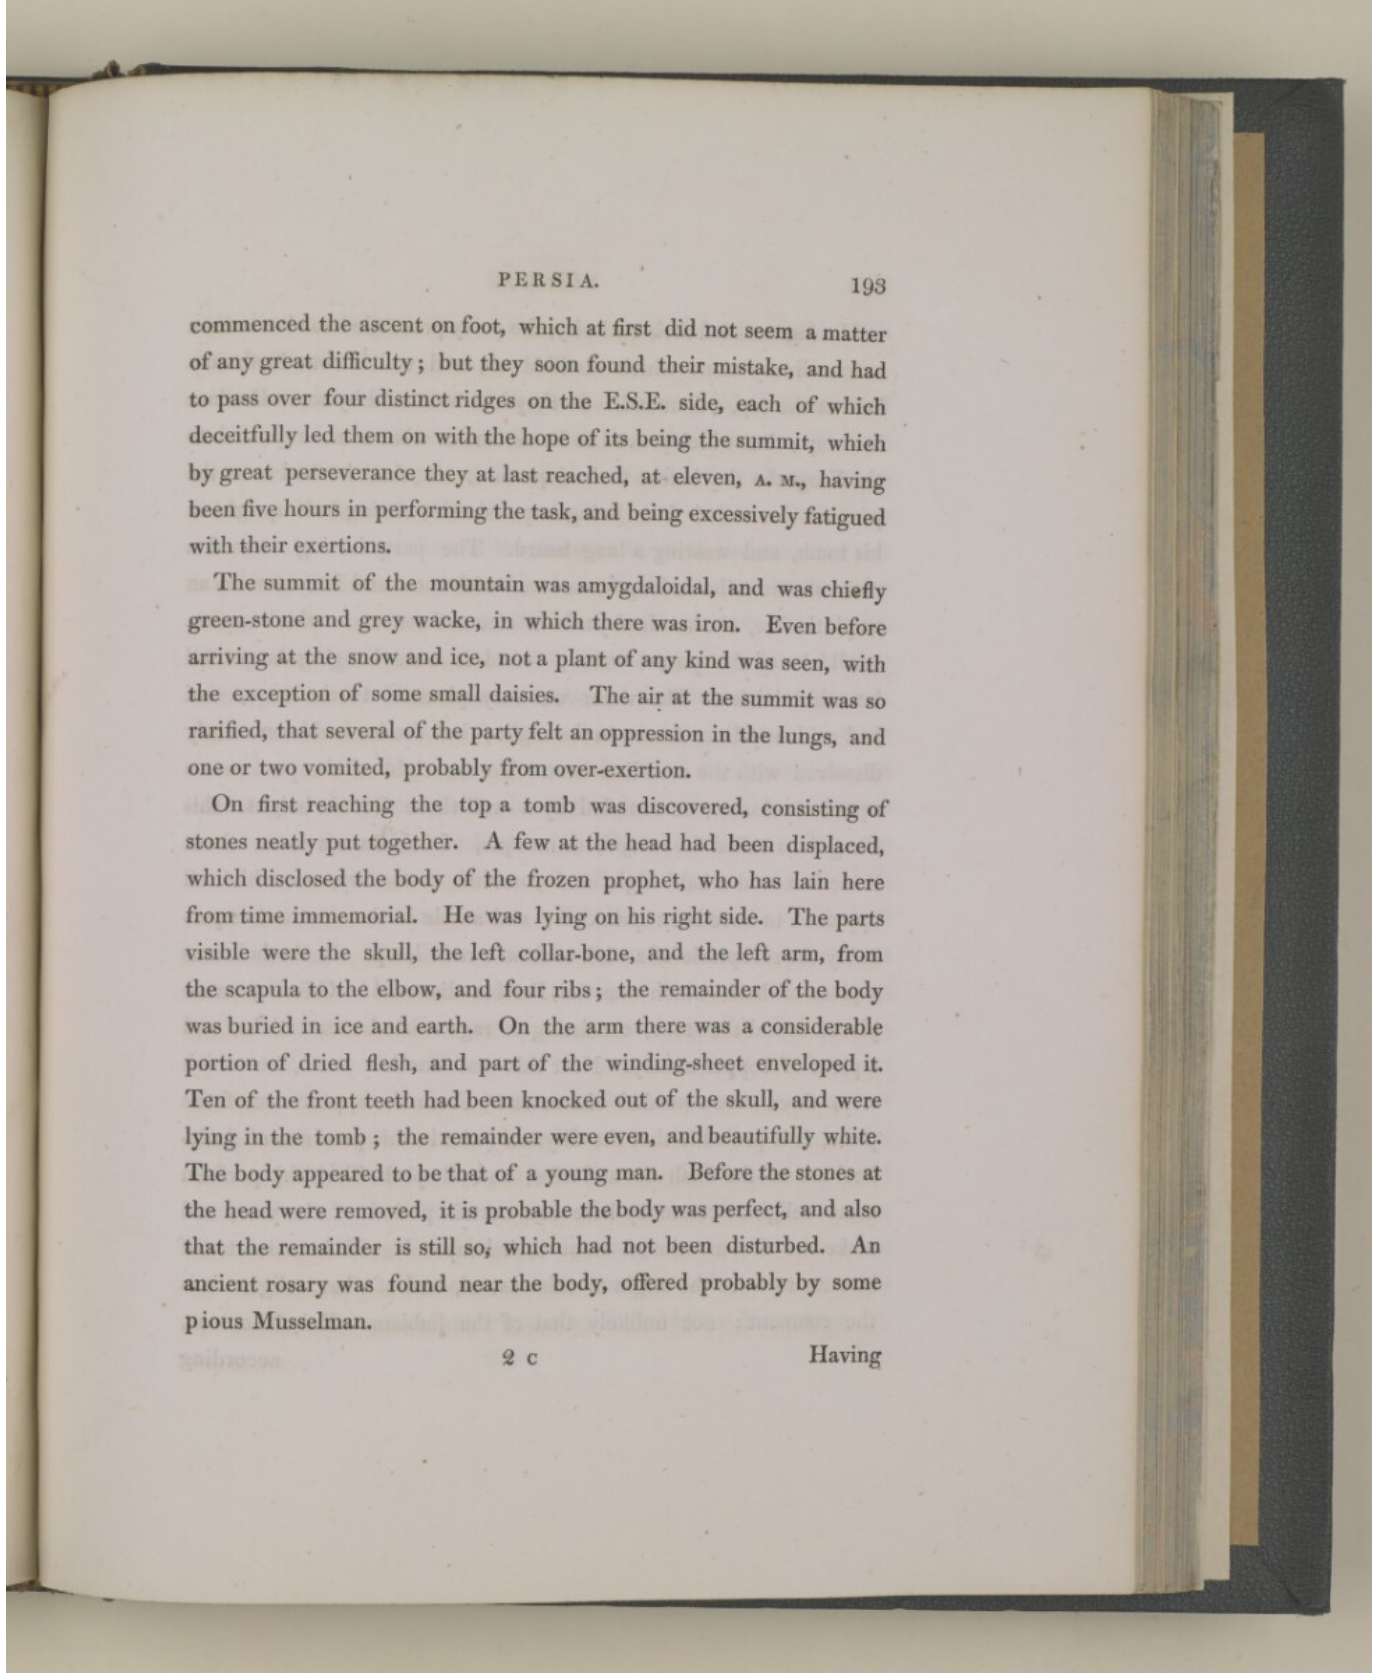 PERSIA. 193
commenced the ascent on foot, which at first did not seem a matter
of any great difficulty; but they soon found their mistake, and had
to pass over four distinct ridges on the E.S.E. side, each of which
deceitfully led them on with the hope of its being the summit, which
by great perseverance they at last reached, at eleven, A. M., having
been five hours in performing the task, and being excessively fatigued
with their exertions.
The summit of the mountain was amygdaloidal, and was chiefly
green-stone and grey wacke, in which there was iron. Even before
arriving at the snow and ice, not a plant of any kind was seen, with
the exception of some small daisies. The air at the summit was so
rarified, that several of the party felt an oppression in the lungs, and
one or two vomited, probably from over-exertion.
On first reaching the top a tomb was discovered, consisting of
stones neatly put together. A few at the head had been displaced,
which disclosed the body of the frozen prophet, who has lain here
from time immemorial. He was lying on his right side. The parts
visible were the skull, the left collar-bone, and the left arm, from
the scapula to the elbow, and four ribs; the remainder of the body
was buried in ice and earth. On the arm there was a considerable
portion of dried flesh, and part of the winding-sheet enveloped it.
Ten of the front teeth had been knocked out of the skull, and were
lying in the tomb; the remainder were even, and beautifully white.
The body appeared to be that of a young man. Before the stones at
the head were removed, it is probable the body was perfect, and also
that the remainder is still so, which had not been disturbed. An
ancient rosary was found near the body, offered probably by some
pious Musselman.
2 c Having